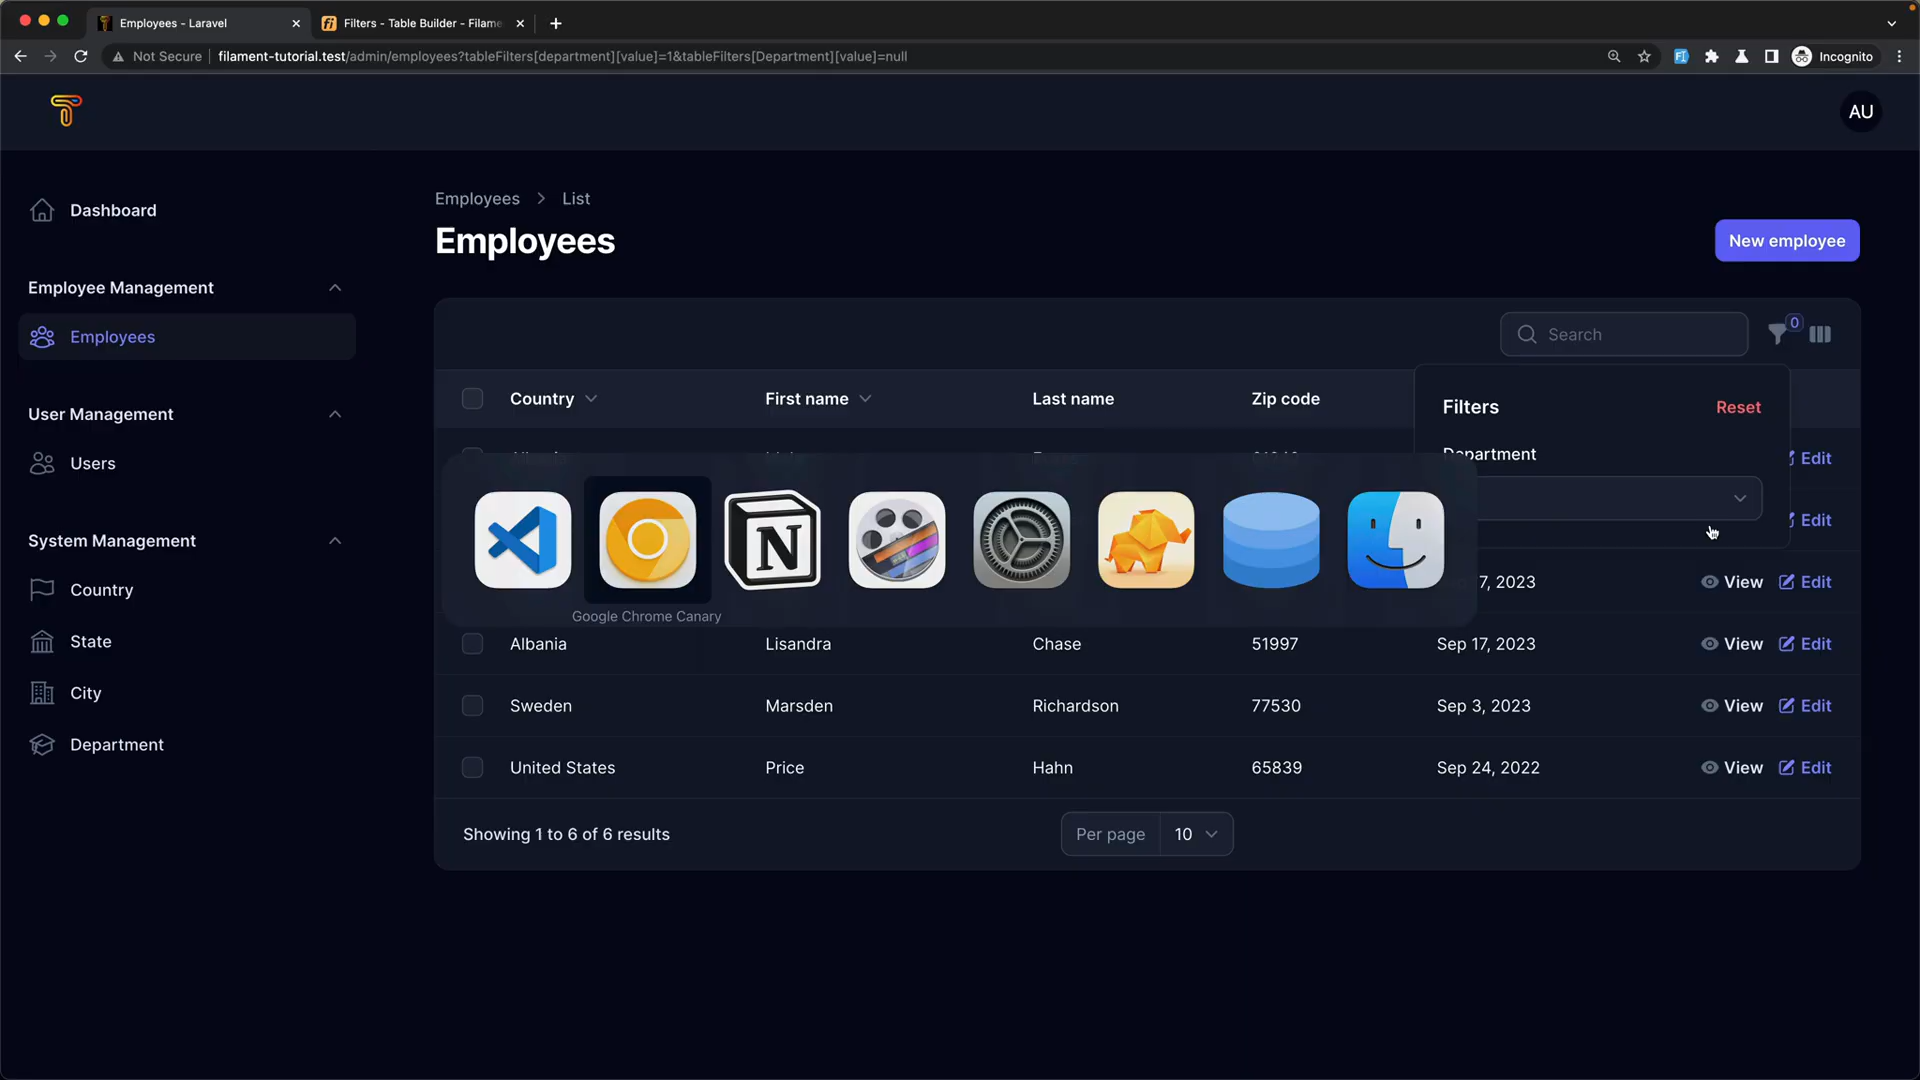 Employees - Laravel
Filters - Table Builder - Filame
Not Secure
filament-tutorial.test/admin/employees?tableFilters[department][value]=1&tableFilters[Department][value]=null
Incognito
AU
Dashboard
Employee Management
Employees
User Management
Users
System Management
Country
State
City
Department
Employees
List
Employees
New employee
Search
0
Country
First name
Last name
Zip code
Filters
Reset
Department
Edit
Edit
7, 2023
View
Edit
Google Chrome Canary
Albania
Lisandra
Chase
51997
Sep 17, 2023
View
Edit
Sweden
Marsden
Richardson
77530
Sep 3, 2023
View
Edit
United States
Price
Hahn
65839
Sep 24, 2022
View
Edit
Showing 1 to 6 of 6 results
Per page
10